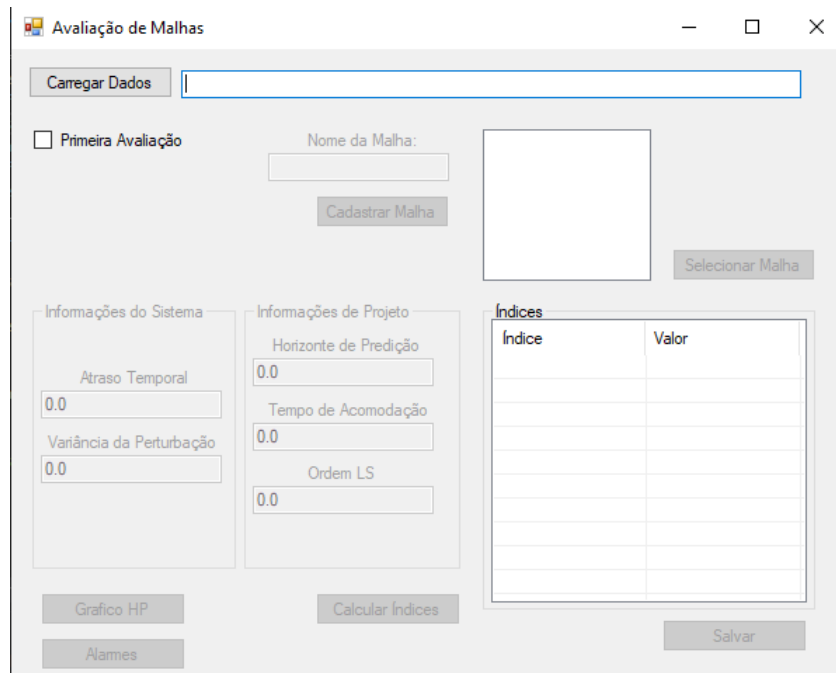 Avaliação de Malhas
Carregar Dados
Primeira Avaliação
Nome da Malha:
Cadastrar Malha
Selecionar Malha
Informações do Sistema
Atraso Temporal
0.0
Variância da Perturbação
0.0
Informações de Projeto
Horizonte de Predição
0.0
Tempo de Acomodação
0.0
Ordem LS
0.0
Índices
Índice Valor
Grafico HP
Calcular Índices
Alarmes
Salvar